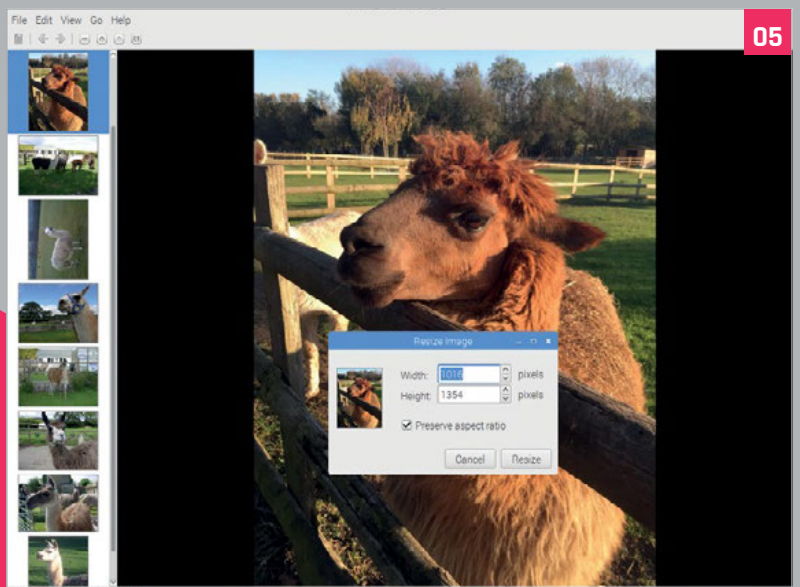 File Edit View Go Help
05
Resize Image
Width: 1016 pixels
Height: 1354 pixels
Preserve aspect ratio
Cancel Resize